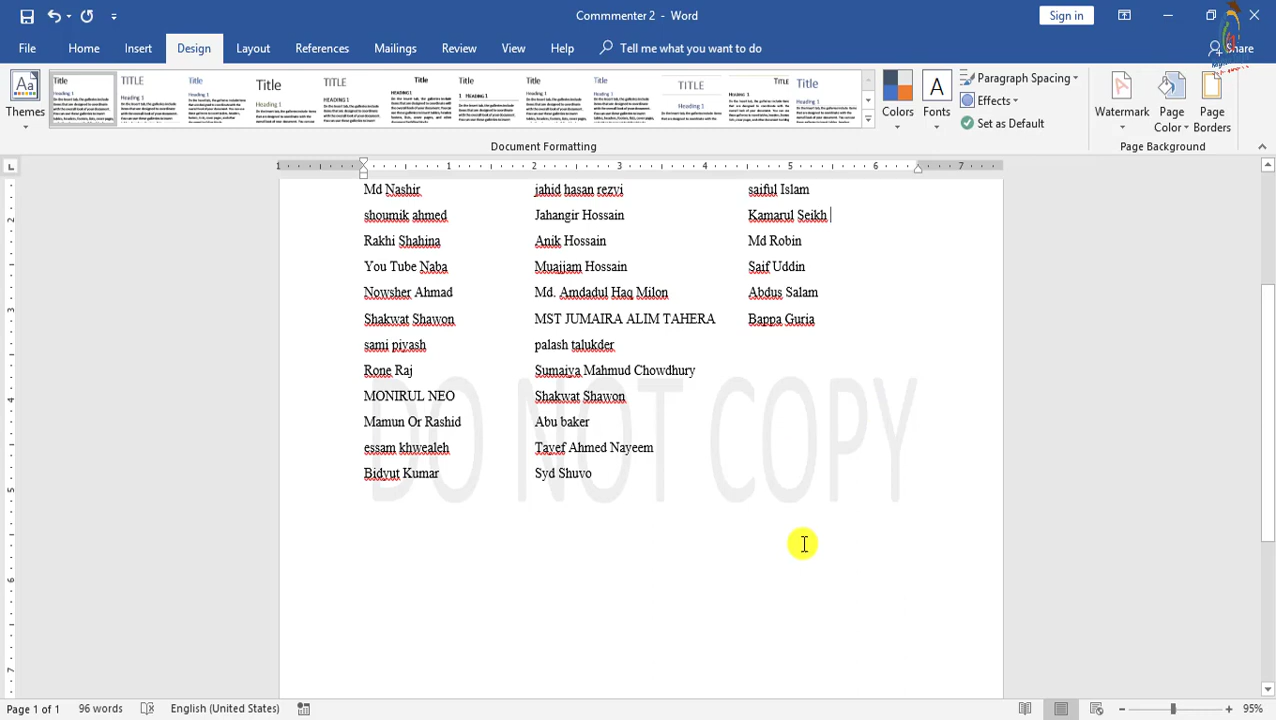 Commmenter 2 - Word
Sign in
File Home Insert Design Layout References Mailings Review View Help Tell me what you want to do Share
Themes
Colors
Fonts
Paragraph Spacing
Effects
Set as Default
Watermark
Page Color
Page Borders
Document Formatting
Page Background
Md Nashir jahid hasan rezvi saiful Islam
shoumik ahmed Jahangir Hossain Kamarul Seikh
Rakhi Shahina Anik Hossain Md Robin
You Tube Naba Muajjam Hossain Saif Uddin
Nowsher Ahmad Md. Amdadul Haq Milon Abdus Salam
Shakwat Shawon MST JUMAIRA ALIM TAHERA Bappa Guria
sami piyash palash talukder
Rone Raj Sumaiya Mahmud Chowdhury
MONIRUL NEO Shakwat Shawon
Mamun Or Rashid Abu baker
essam khwealeh Tayef Ahmed Nayeem
Bidyut Kumar Syd Shuvo
DO NOT COPY
Page 1 of 1 96 words English (United States) 95%